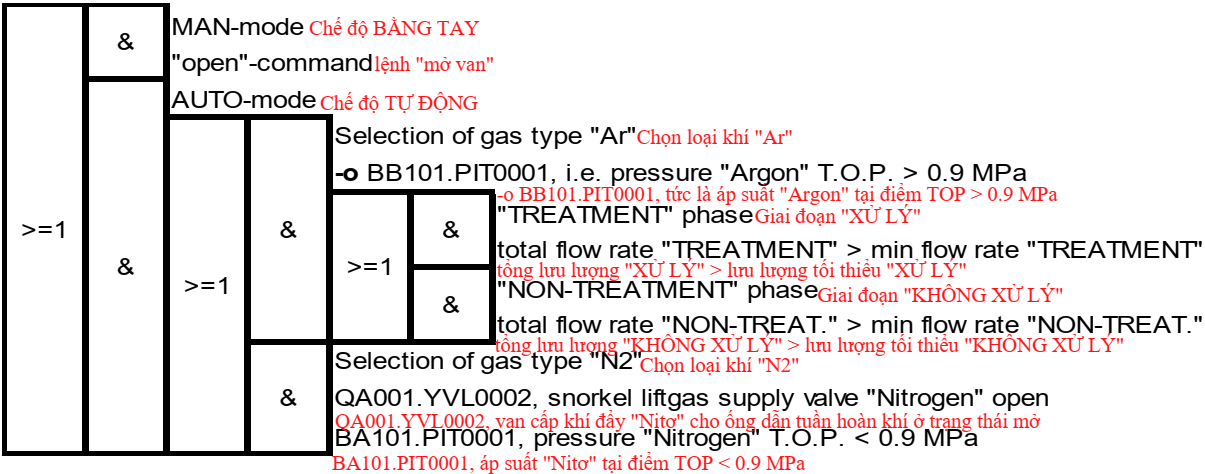 & MAN-mode Chế độ BẰNG TAY
"open"-command lệnh "mở van"
AUTO-mode Chế độ TỰ ĐỘNG
Selection of gas type "Ar" Chọn loại khí "Ar"
-o BB101.PIT0001, i.e. pressure "Argon" T.O.P. > 0.9 MPa
-o BB101.PIT0001, tức là áp suất "Argon" tại điểm TOP > 0.9 MPa
"TREATMENT" phase Giai đoạn "XỬ LÝ"
>=1 & &
total flow rate "TREATMENT" > min flow rate "TREATMENT"
tổng lưu lượng "XỬ LÝ" > lưu lượng tối thiểu "XỬ LÝ"
& >=1 >=1
"NON-TREATMENT" phase Giai đoạn "KHÔNG XỬ LÝ"
&
total flow rate "NON-TREAT." > min flow rate "NON-TREAT."
tổng lưu lượng "KHÔNG XỬ LÝ" > lưu lượng tối thiểu "KHÔNG XỬ LÝ"
Selection of gas type "N2" Chọn loại khí "N2"
& QA001.YVL0002, snorkel liftgas supply valve "Nitrogen" open
QA001.YVL0002, van cấp khí đẩy "Nitơ" cho ống dẫn tuần hoàn khí ở trạng thái mở
BA101.PIT0001, pressure "Nitrogen" T.O.P. < 0.9 MPa
BA101.PIT0001, áp suất "Nitơ" tại điểm TOP < 0.9 MPa